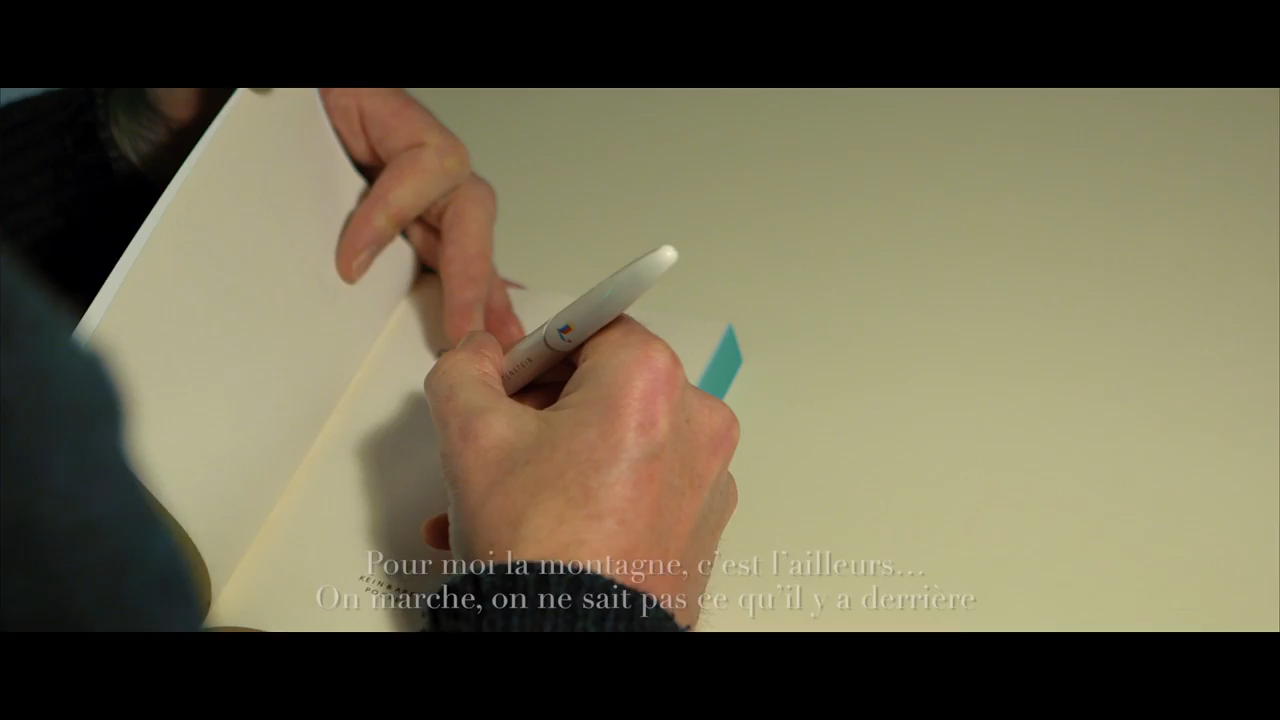 Pour moi la montagne, c'est l'ailleurs...
On marche, on ne sait pas ce qu'il y a derrière